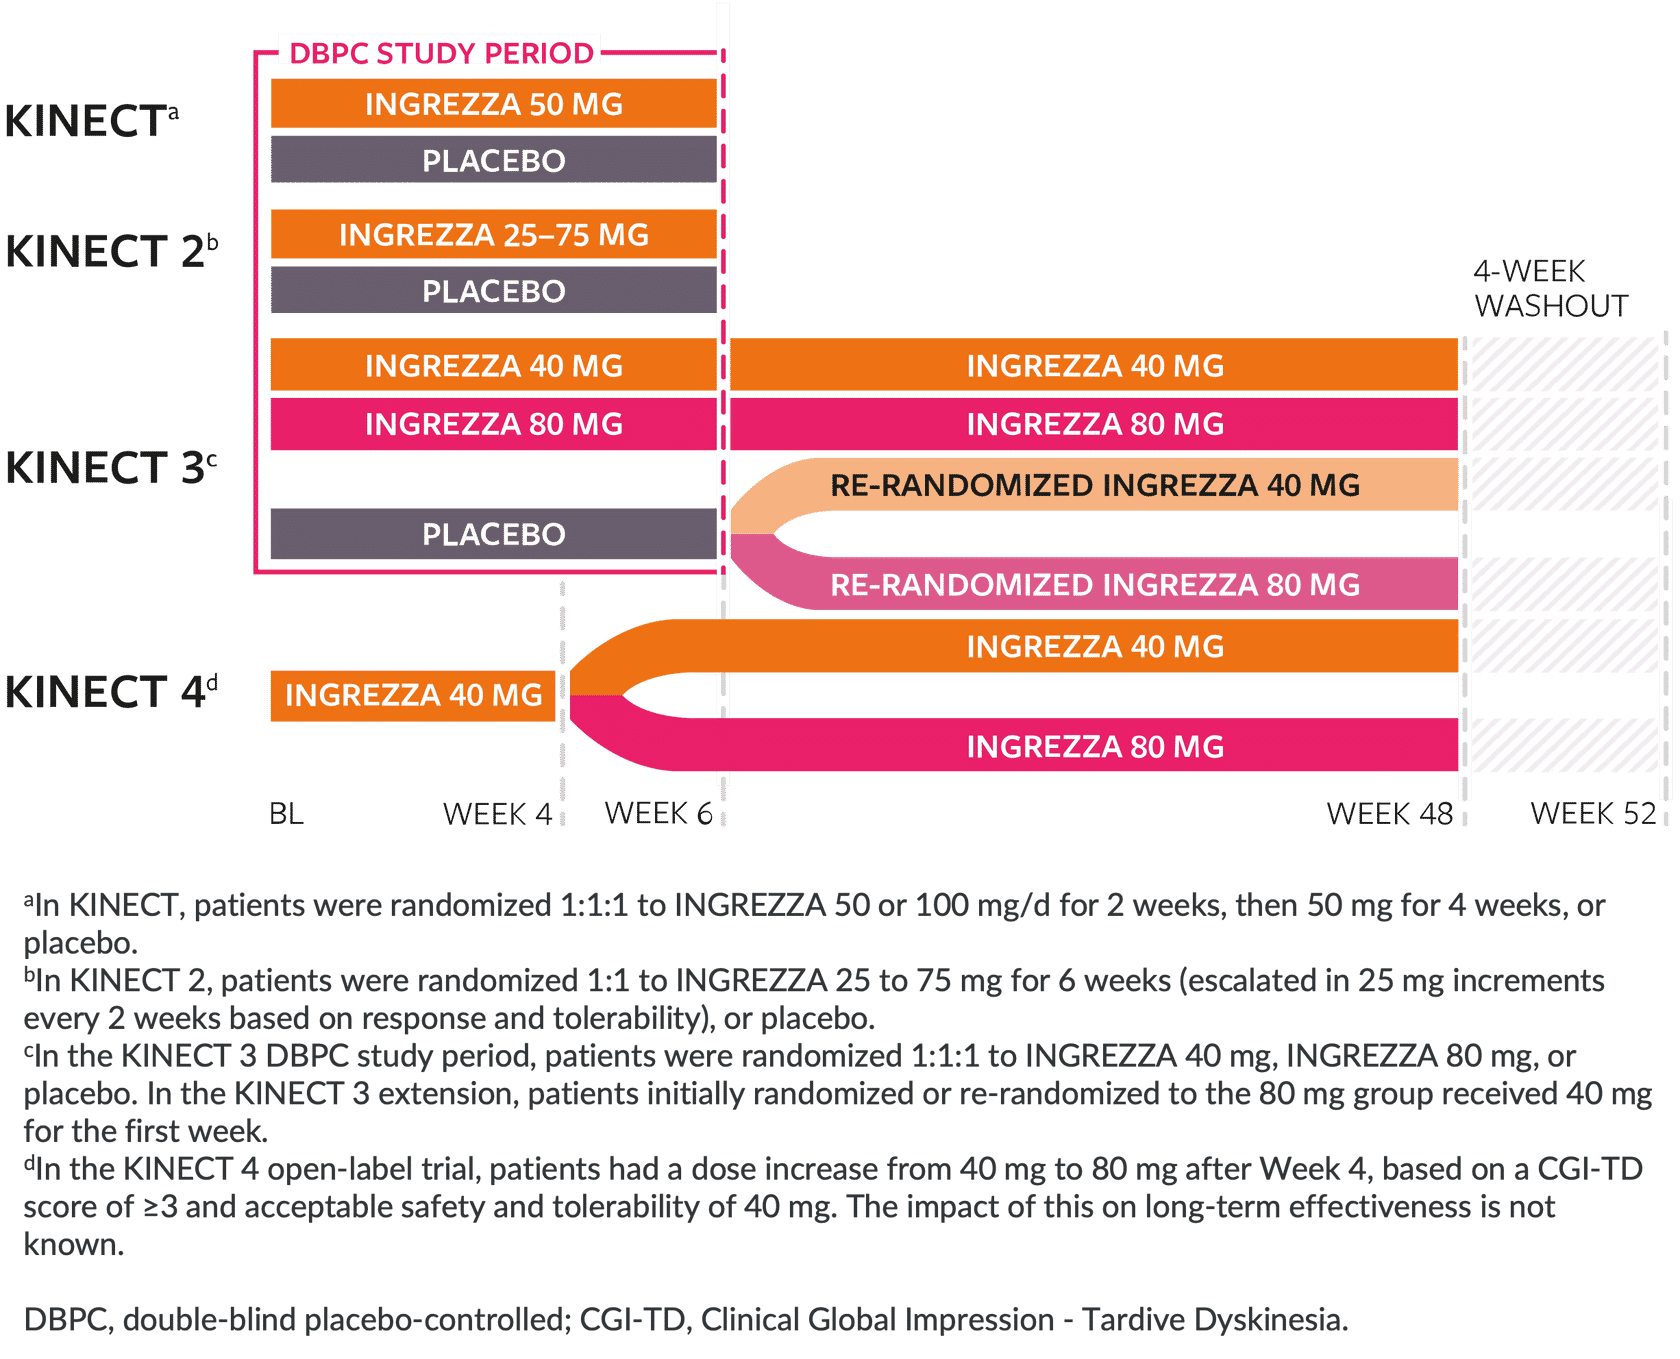 DBPC STUDY PERIOD
KINECTa
INGREZZA 50 MG
PLACEBO
KINECT 2b
INGREZZA 25–75 MG
PLACEBO
4-WEEK
WASHOUT
KINECT 3c
INGREZZA 40 MG
INGREZZA 40 MG
INGREZZA 80 MG
INGREZZA 80 MG
RE-RANDOMIZED INGREZZA 40 MG
PLACEBO
RE-RANDOMIZED INGREZZA 80 MG
KINECT 4d
INGREZZA 40 MG
INGREZZA 40 MG
INGREZZA 80 MG
BL
WEEK 4
WEEK 6
WEEK 48
WEEK 52
aIn KINECT, patients were randomized 1:1:1 to INGREZZA 50 or 100 mg/d for 2 weeks, then 50 mg for 4 weeks, or
placebo.
bIn KINECT 2, patients were randomized 1:1 to INGREZZA 25 to 75 mg for 6 weeks (escalated in 25 mg increments
every 2 weeks based on response and tolerability), or placebo.
cIn the KINECT 3 DBPC study period, patients were randomized 1:1:1 to INGREZZA 40 mg, INGREZZA 80 mg, or
placebo. In the KINECT 3 extension, patients initially randomized or re-randomized to the 80 mg group received 40 mg
for the first week.
dIn the KINECT 4 open-label trial, patients had a dose increase from 40 mg to 80 mg after Week 4, based on a CGI-TD
score of ≥3 and acceptable safety and tolerability of 40 mg. The impact of this on long-term effectiveness is not
known.
DBPC, double-blind placebo-controlled; CGI-TD, Clinical Global Impression - Tardive Dyskinesia.